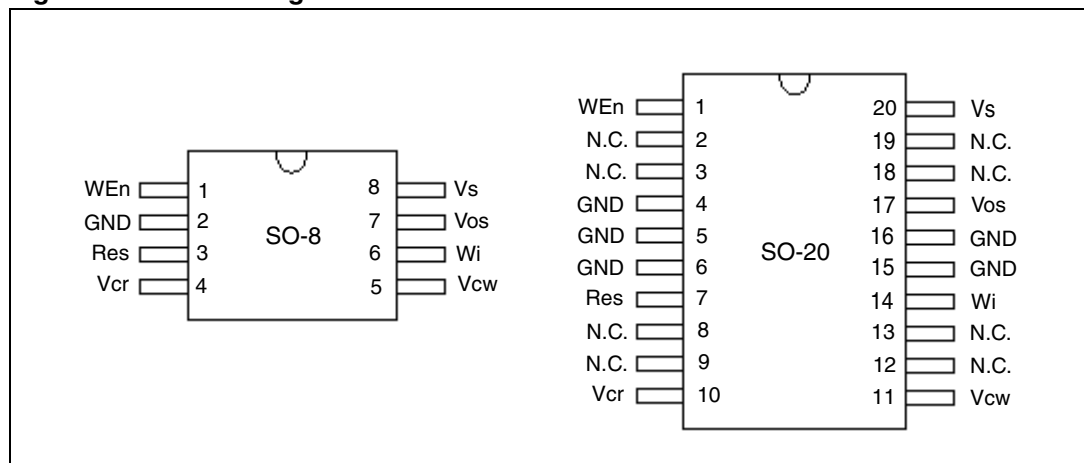 WEn 1 8 Vs
GND 2 7 Vos
SO-8
Res 3 6 Wi
Vcr 4 5 Vcw
WEn 1 20 Vs
N.C. 2 19 N.C.
N.C. 3 18 N.C.
GND 4 17 Vos
GND 5 16 GND
SO-20
GND 6 15 GND
Res 7 14 Wi
N.C. 8 13 N.C.
N.C. 9 12 N.C.
Vcr 10 11 Vcw